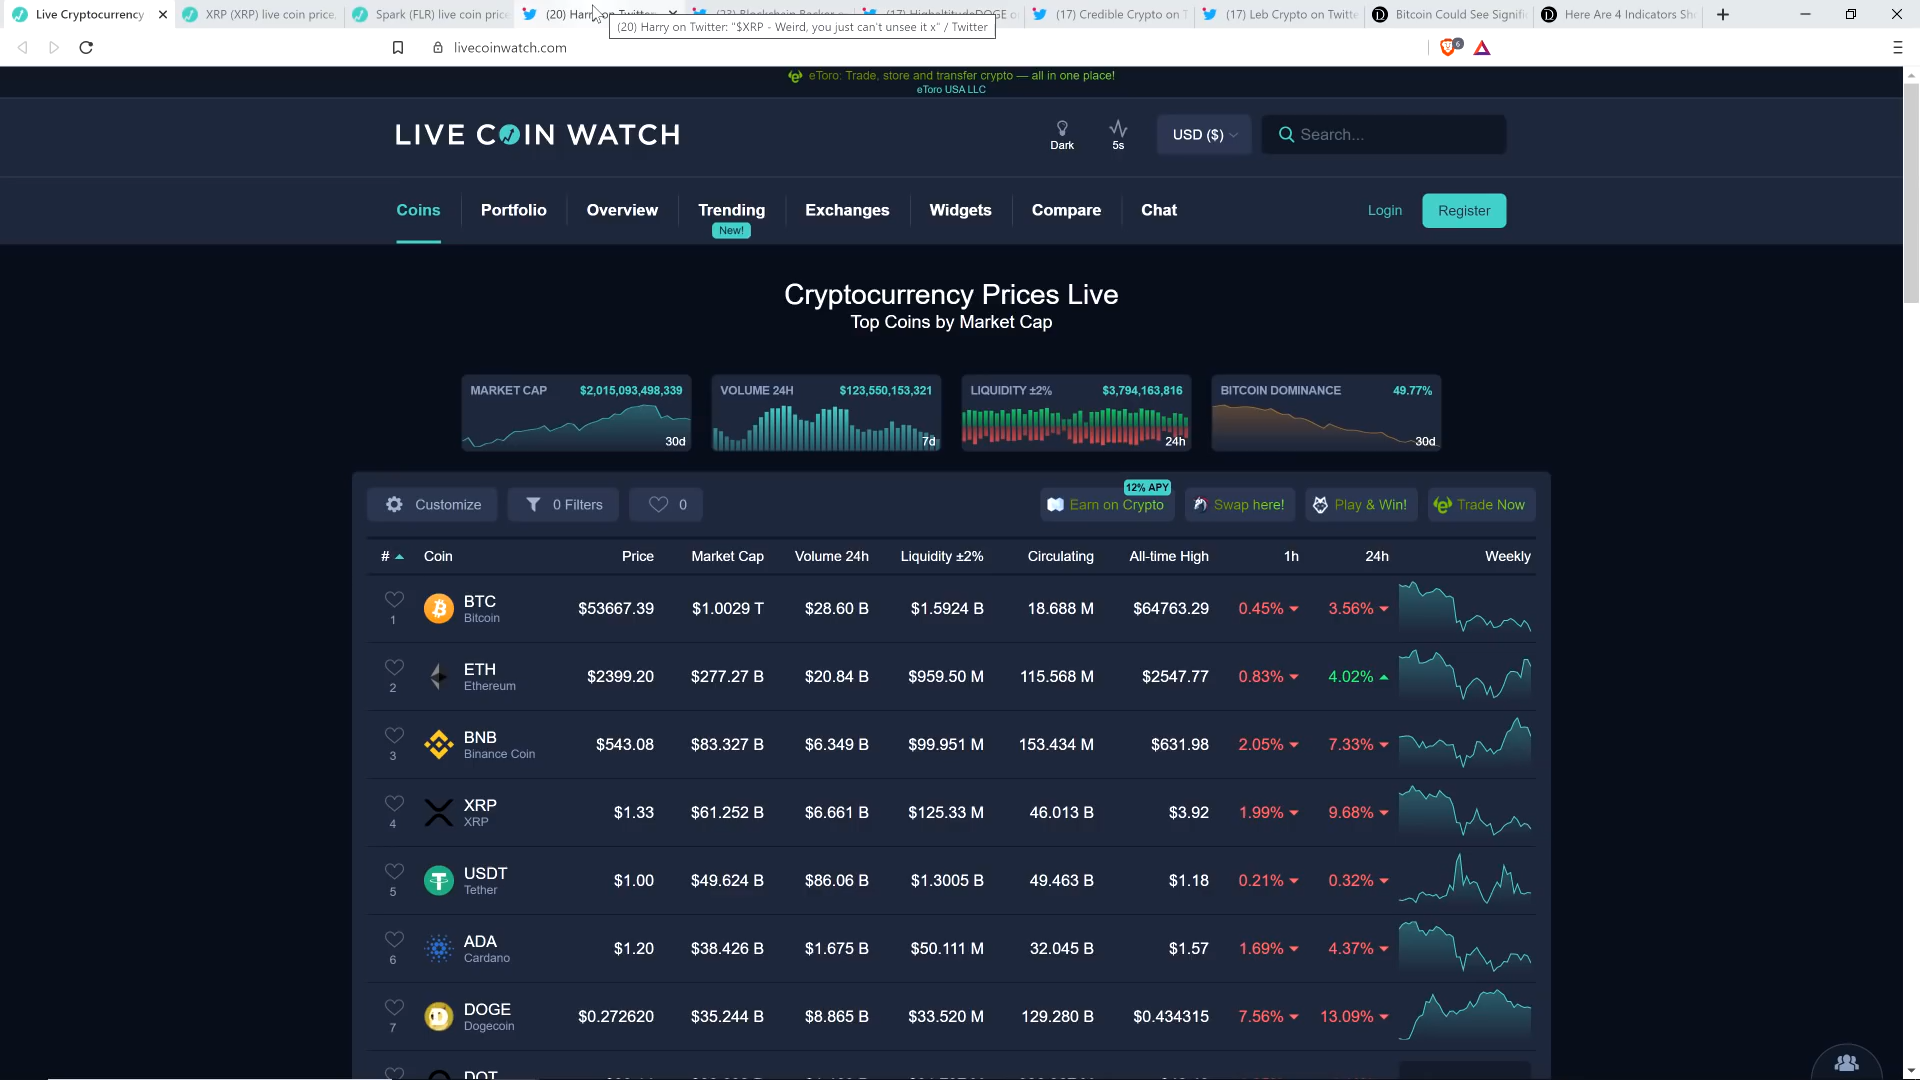 Live Cryptocurrency
XRP (XRP) live coin price,
Spark (FLR) live coin price
(20) Harry on Twitter:
(17) HighaltitudeDOGE o
(17) Credible Crypto on T
(17) Leb Crypto on Twitte
Bitcoin Could See Signifi
Here Are 4 Indicators Sh
(20) Harry on Twitter: "$XRP - Weird, you just can't unsee it x" / Twitter
livecoinwatch.com
6
eToro: Trade, store and transfer crypto — all in one place!
eToro USA LLC
LIVE COIN WATCH
Dark
5s
USD ($)
Search...
Coins
Portfolio
Overview
Trending
New!
Exchanges
Widgets
Compare
Chat
Login
Register
Cryptocurrency Prices Live
Top Coins by Market Cap
MARKET CAP $2,015,093,498,339
30d
VOLUME 24H $123,550,153,321
7d
LIQUIDITY ±2% $3,794,163,816
24h
BITCOIN DOMINANCE 49.77%
30d
Customize
0 Filters
0
12% APY
Earn on Crypto
Swap here!
Play & Win!
Trade Now
# Coin Price Market Cap Volume 24h Liquidity ±2% Circulating All-time High 1h 24h Weekly
1 BTC Bitcoin $53667.39 $1.0029 T $28.60 B $1.5924 B 18.688 M $64763.29 0.45% 3.56%
2 ETH Ethereum $2399.20 $277.27 B $20.84 B $959.50 M 115.568 M $2547.77 0.83% 4.02%
3 BNB Binance Coin $543.08 $83.327 B $6.349 B $99.951 M 153.434 M $631.98 2.05% 7.33%
4 XRP XRP $1.33 $61.252 B $6.661 B $125.33 M 46.013 B $3.92 1.99% 9.68%
5 USDT Tether $1.00 $49.624 B $86.06 B $1.3005 B 49.463 B $1.18 0.21% 0.32%
6 ADA Cardano $1.20 $38.426 B $1.675 B $50.111 M 32.045 B $1.57 1.69% 4.37%
7 DOGE Dogecoin $0.272620 $35.244 B $8.865 B $33.520 M 129.280 B $0.434315 7.56% 13.09%
DOT